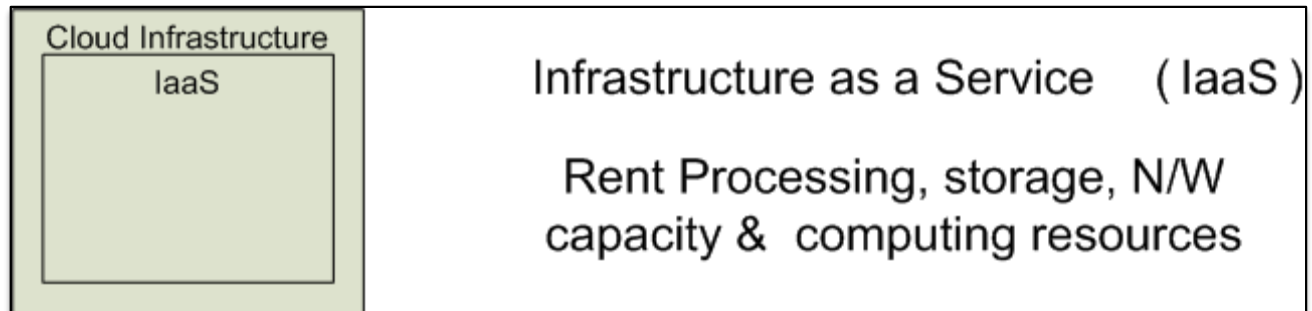 Cloud Infrastructure
IaaS
Infrastructure as a Service ( IaaS )
Rent Processing, storage, N/W
capacity & computing resources